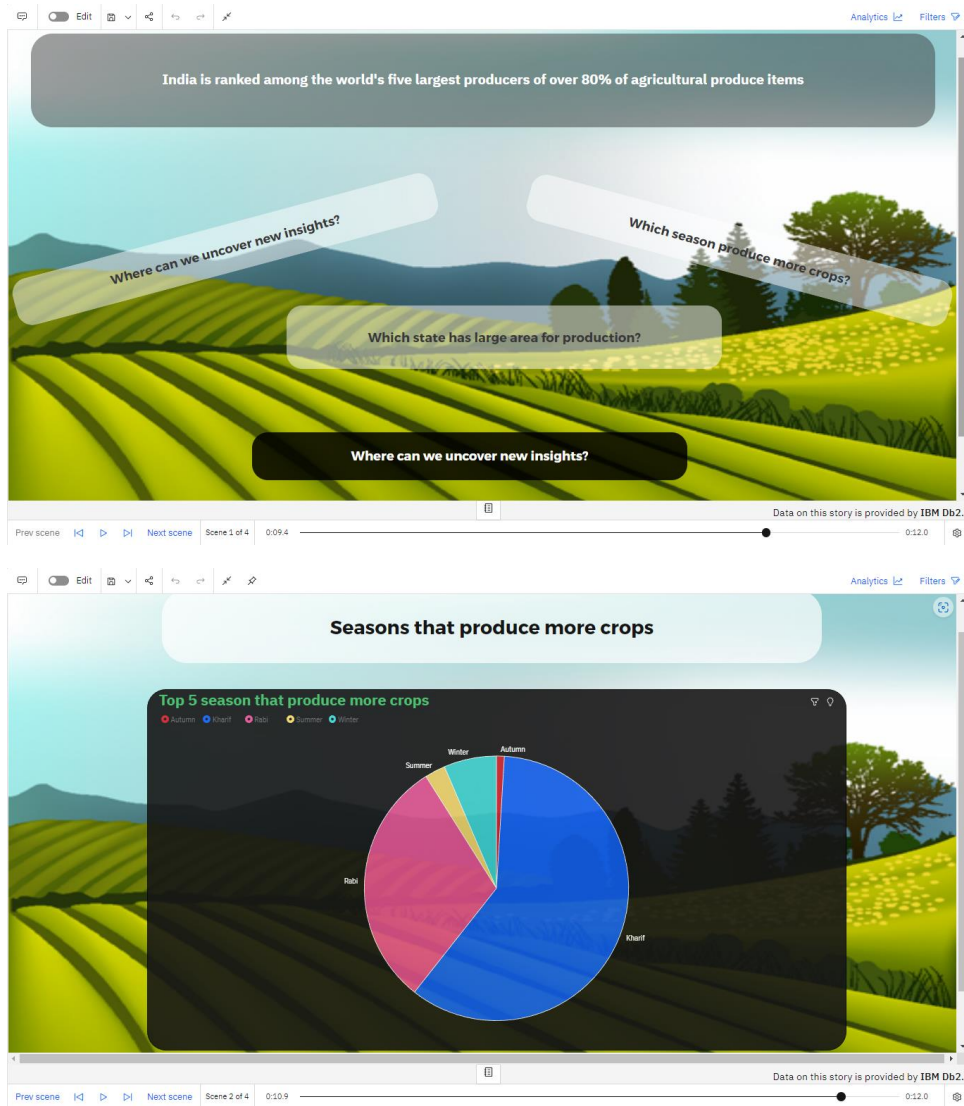 Edit
Analytics
Filters
India is ranked among the world's five largest producers of over 80% of agricultural produce items
Where can we uncover new insights?
Which season produce more crops?
Which state has large area for production?
Where can we uncover new insights?
Data on this story is provided by IBM Db2.
Prev scene
Next scene
Scene 1 of 4
0:09.4
0:12.0
Edit
Analytics
Filters
Seasons that produce more crops
Top 5 season that produce more crops
Autumn Kharif Rabi Summer Winter
Winter
Autumn
Summer
Rabi
Kharif
Data on this story is provided by IBM Db2.
Prev scene
Next scene
Scene 2 of 4
0:10.9
0:12.0